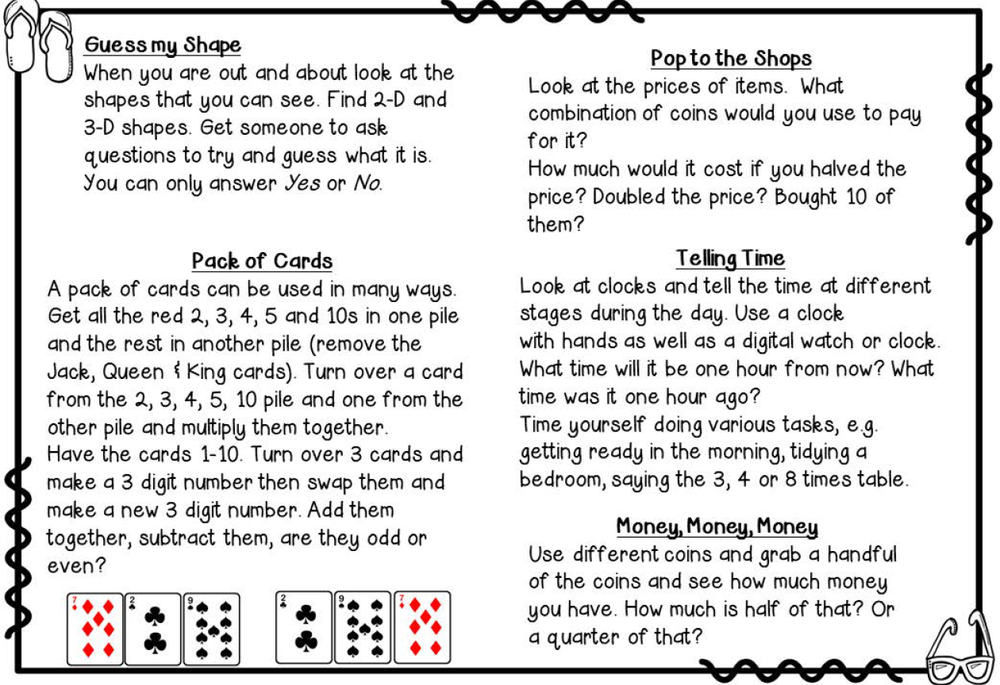 Guess my Shape
When you are out and about look at the
shapes that you can see. Find 2-D and
3-D shapes. Get someone to ask
questions to try and guess what it is.
You can only answer Yes or No.
Pack of Cards
A pack of cards can be used in many ways.
Get all the red 2, 3, 4, 5 and 10s in one pile
and the rest in another pile (remove the
Jack, Queen & King cards). Turn over a card
from the 2, 3, 4, 5, 10 pile and one from the
other pile and multiply them together.
Have the cards 1-10. Turn over 3 cards and
make a 3 digit number then swap them and
make a new 3 digit number. Add them
together, subtract them, are they odd or
even?
7 2 9 2 9 7
Pop to the Shops
Look at the prices of items. What
combination of coins would you use to pay
for it?
How much would it cost if you halved the
price? Doubled the price? Bought 10 of
them?
Telling Time
Look at clocks and tell the time at different
stages during the day. Use a clock
with hands as well as a digital watch or clock.
What time will it be one hour from now? What
time was it one hour ago?
Time yourself doing various tasks, e.g.
getting ready in the morning, tidying a
bedroom, saying the 3, 4 or 8 times table.
Money, Money, Money
Use different coins and grab a handful
of the coins and see how much money
you have. How much is half of that? Or
a quarter of that?